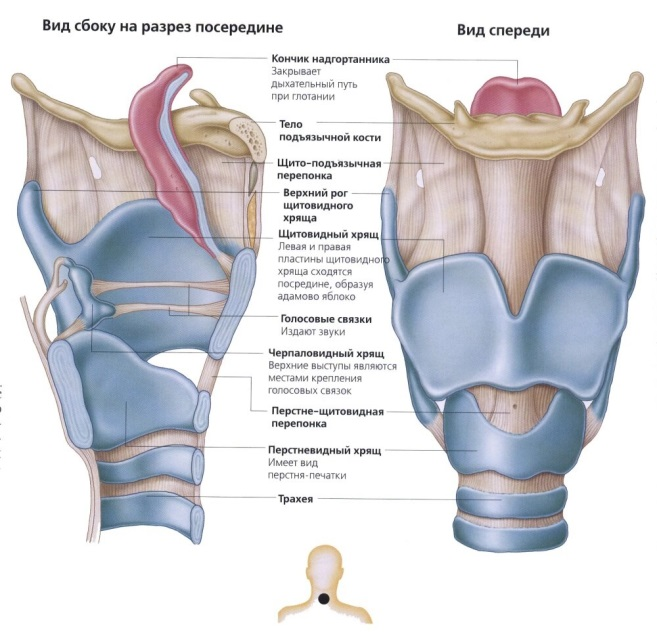 Вид сбоку на разрез посередине
Вид спереди
Кончик надгортанника
Закрывает
дыхательный путь
при глотании
Тело
подъязычной кости
Щито-подъязычная
перепонка
Верхний рог
щитовидного
хряща
Щитовидный хрящ
Левая и правая
пластины щитовидного
хряща сходятся
посредине, образуя
адамово яблоко
Голосовые связки
Издают звуки
Черпаловидный хрящ
Верхние выступы являются
местами крепления
голосовых связок
Перстне-щитовидная
перепонка
Перстневидный хрящ
Имеет вид
перстня-печатки
Трахея